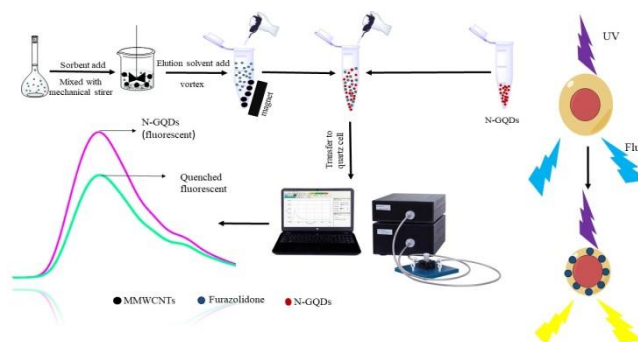 Sorbent add
Mixed with
mechanical stirer
Elution solvent add
vortex
magnet
N-GQDs
UV
Flu
Transfer to
quartz cell
N-GQDs
(fluorescent)
Quenched
fluorescent
MMWCNTs
Furazolidone
N-GQDs